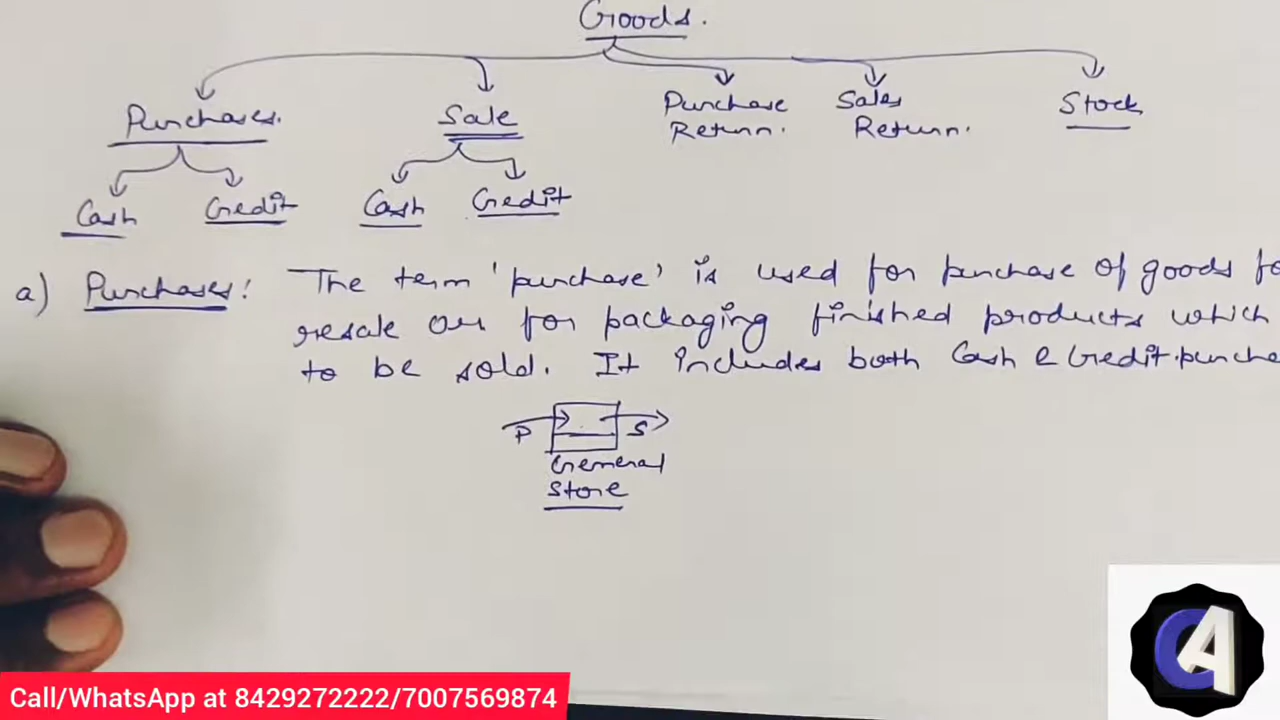 Goods.
Purchases. Sale Purchase Return. Sales Return. Stock
Cash Credit Cash Credit
a) Purchases: The term 'purchase' is used for purchase of goods fo
resale or for packaging finished products which
to be sold. It includes both Cash & Credit purcha
P S
General
Store
CA
Call/WhatsApp at 8429272222/7007569874